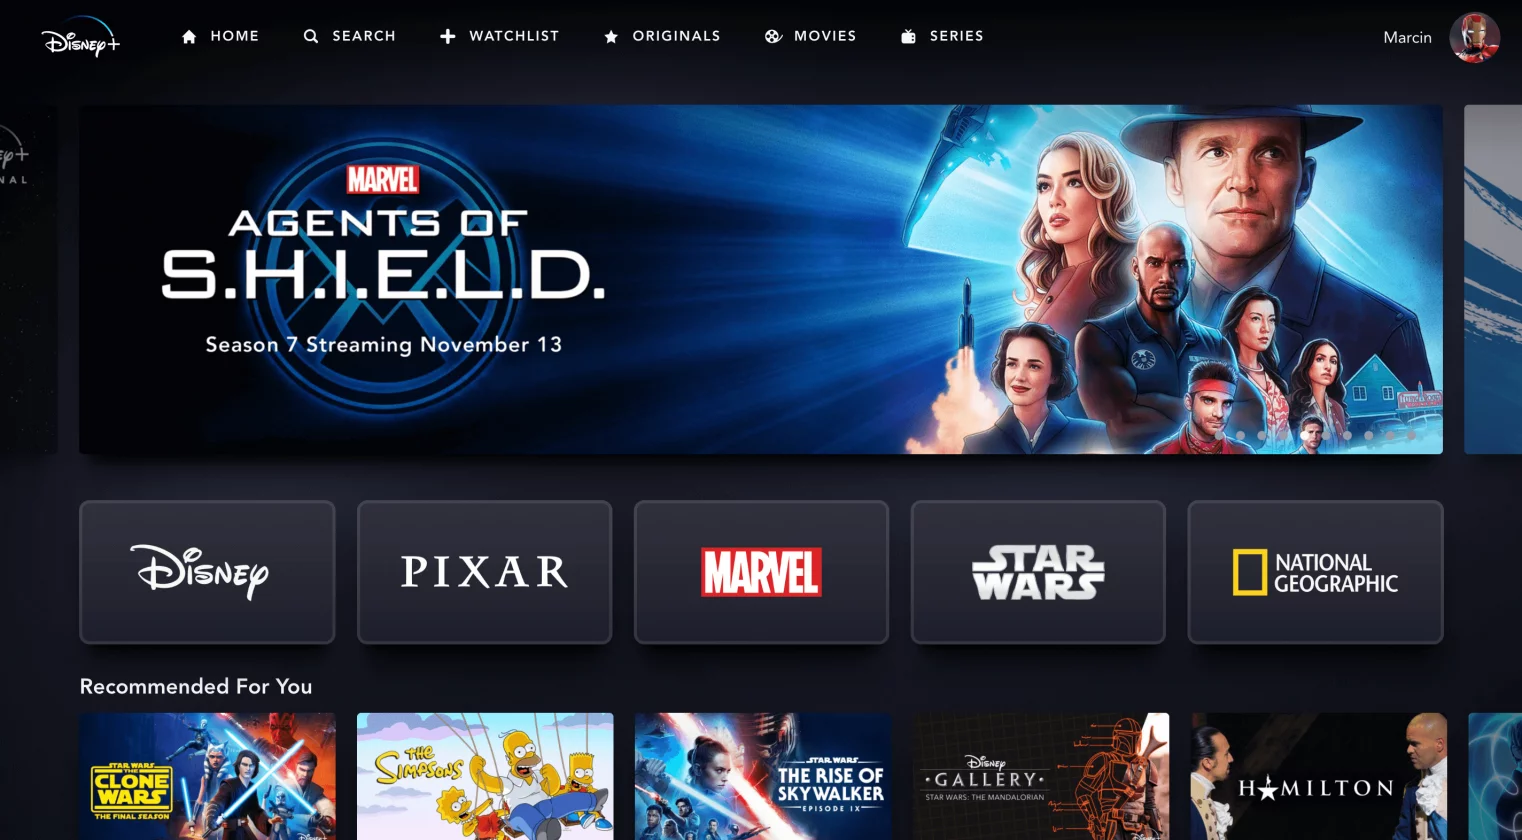 Disney+
HOME
SEARCH
WATCHLIST
ORIGINALS
MOVIES
SERIES
Marcin
MARVEL
AGENTS OF
S.H.I.E.L.D.
Season 7 Streaming November 13
Disney
PIXAR
MARVEL
STAR
WARS
NATIONAL
GEOGRAPHIC
Recommended For You
STAR WARS
THE
CLONE
WARS
THE FINAL SEASON
THE
SIMPSONS
STAR WARS
THE RISE OF
SKYWALKER
EPISODE IX
Disney
GALLERY
STAR WARS: THE MANDALORIAN
HAMILTON